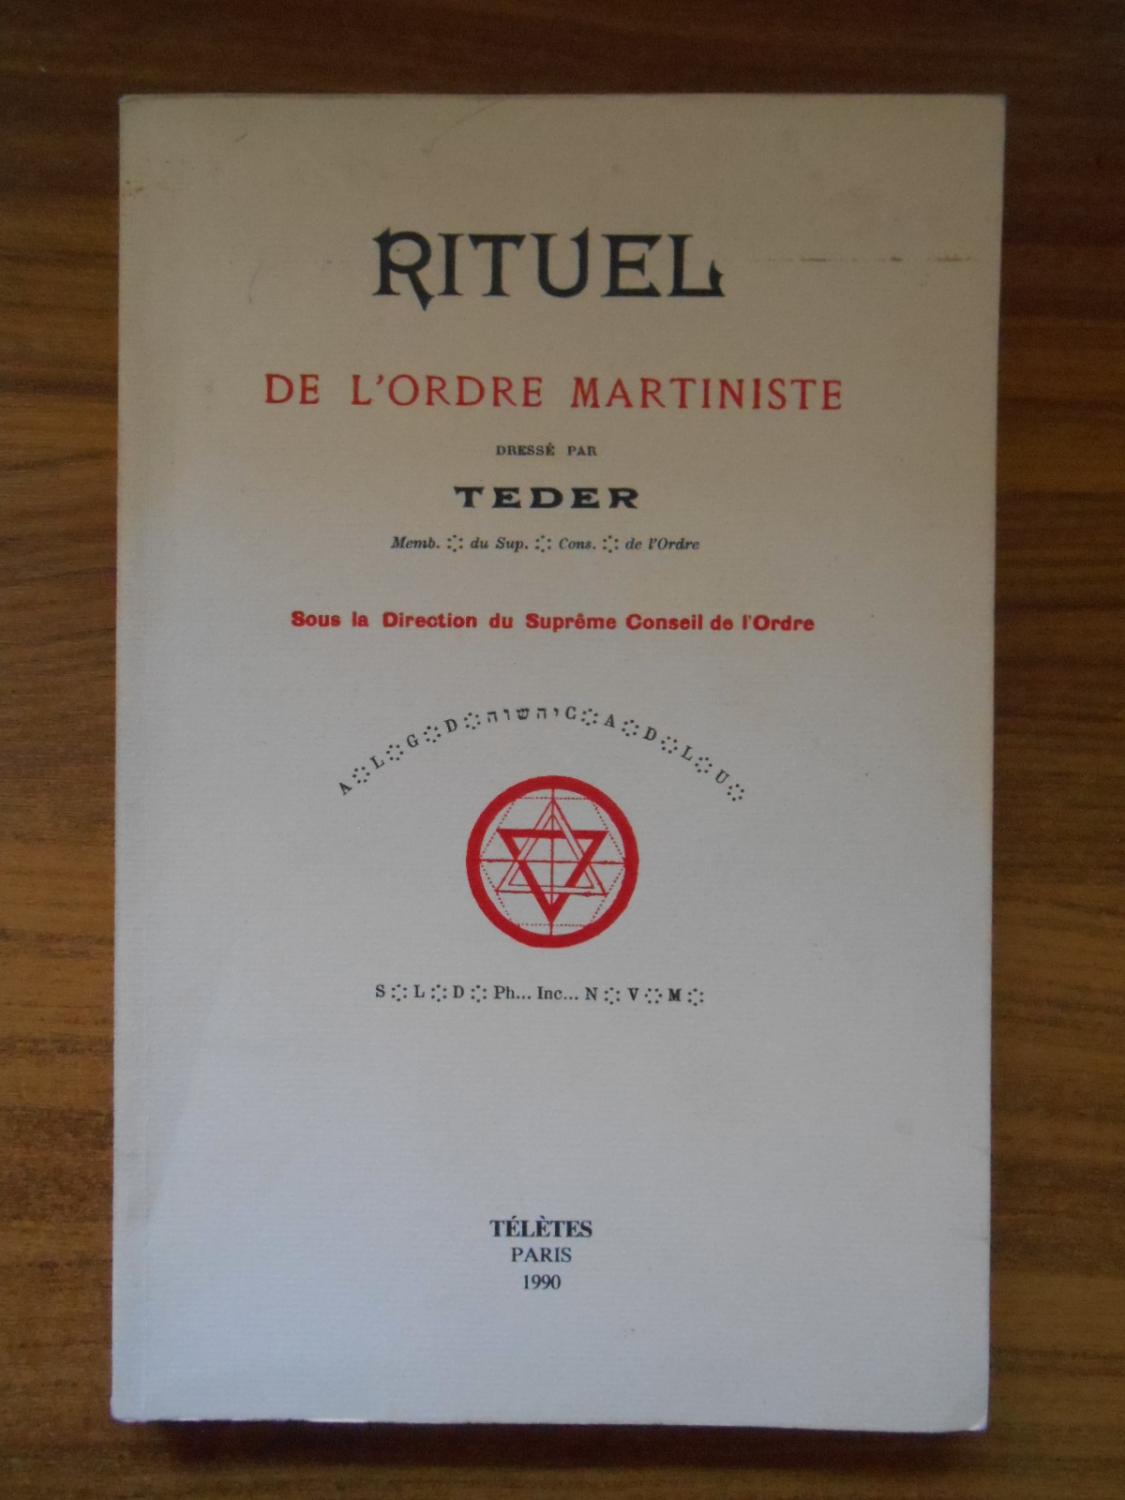 RITUEL
DE L'ORDRE MARTINISTE
DRESSÉ PAR
TEDER
Memb. ⁙ du Sup. ⁙ Cons. ⁙ de l'Ordre
Sous la Direction du Suprême Conseil de l'Ordre
A⁙L⁙G⁙D⁙יהשוהC⁙A⁙D⁙L⁙U⁙
S⁙L⁙D⁙Ph... Inc... N⁙V⁙M⁙
TÉLÈTES
PARIS
1990